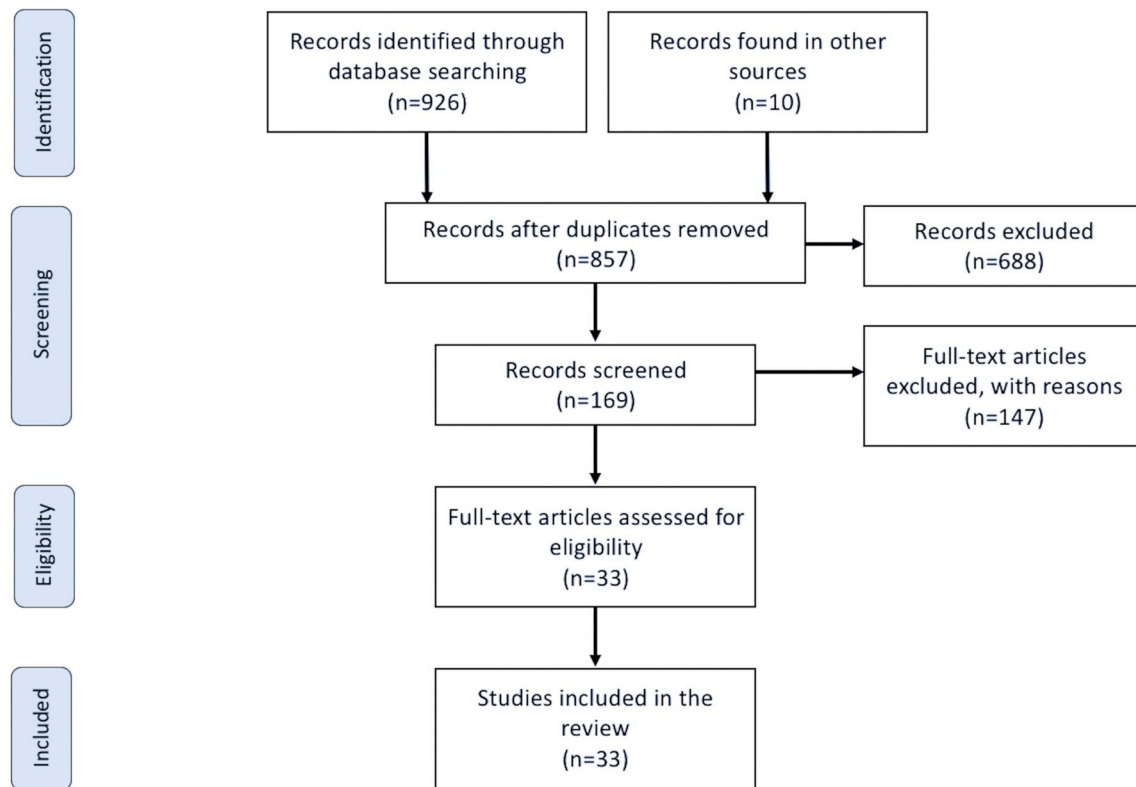 Identification
Records identified through
database searching
(n=926)
Records found in other
sources
(n=10)
Screening
Records after duplicates removed
(n=857)
Records excluded
(n=688)
Records screened
(n=169)
Full-text articles
excluded, with reasons
(n=147)
Eligibility
Full-text articles assessed for
eligibility
(n=33)
Included
Studies included in the
review
(n=33)